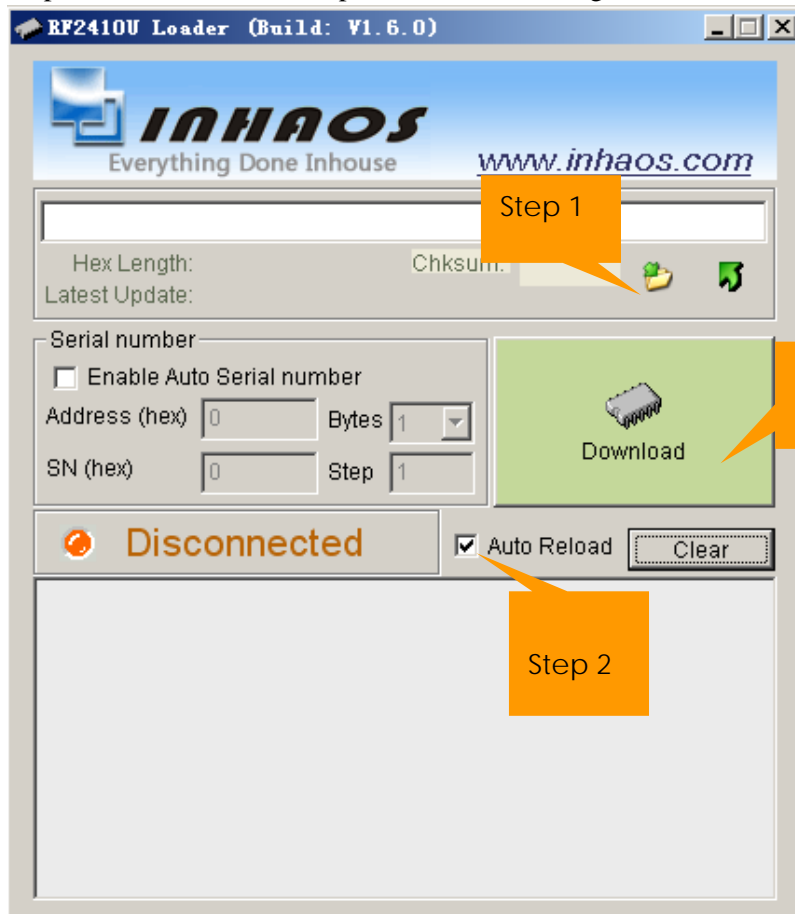 RF2410U Loader (Build: V1.6.0)
INHAOS
Everything Done Inhouse
www.inhaos.com
Step 1
Hex Length:
Chksum:
Latest Update:
Serial number
Enable Auto Serial number
Address (hex) 0 Bytes 1
SN (hex) 0 Step 1
Download
Disconnected
Auto Reload
Clear
Step 2